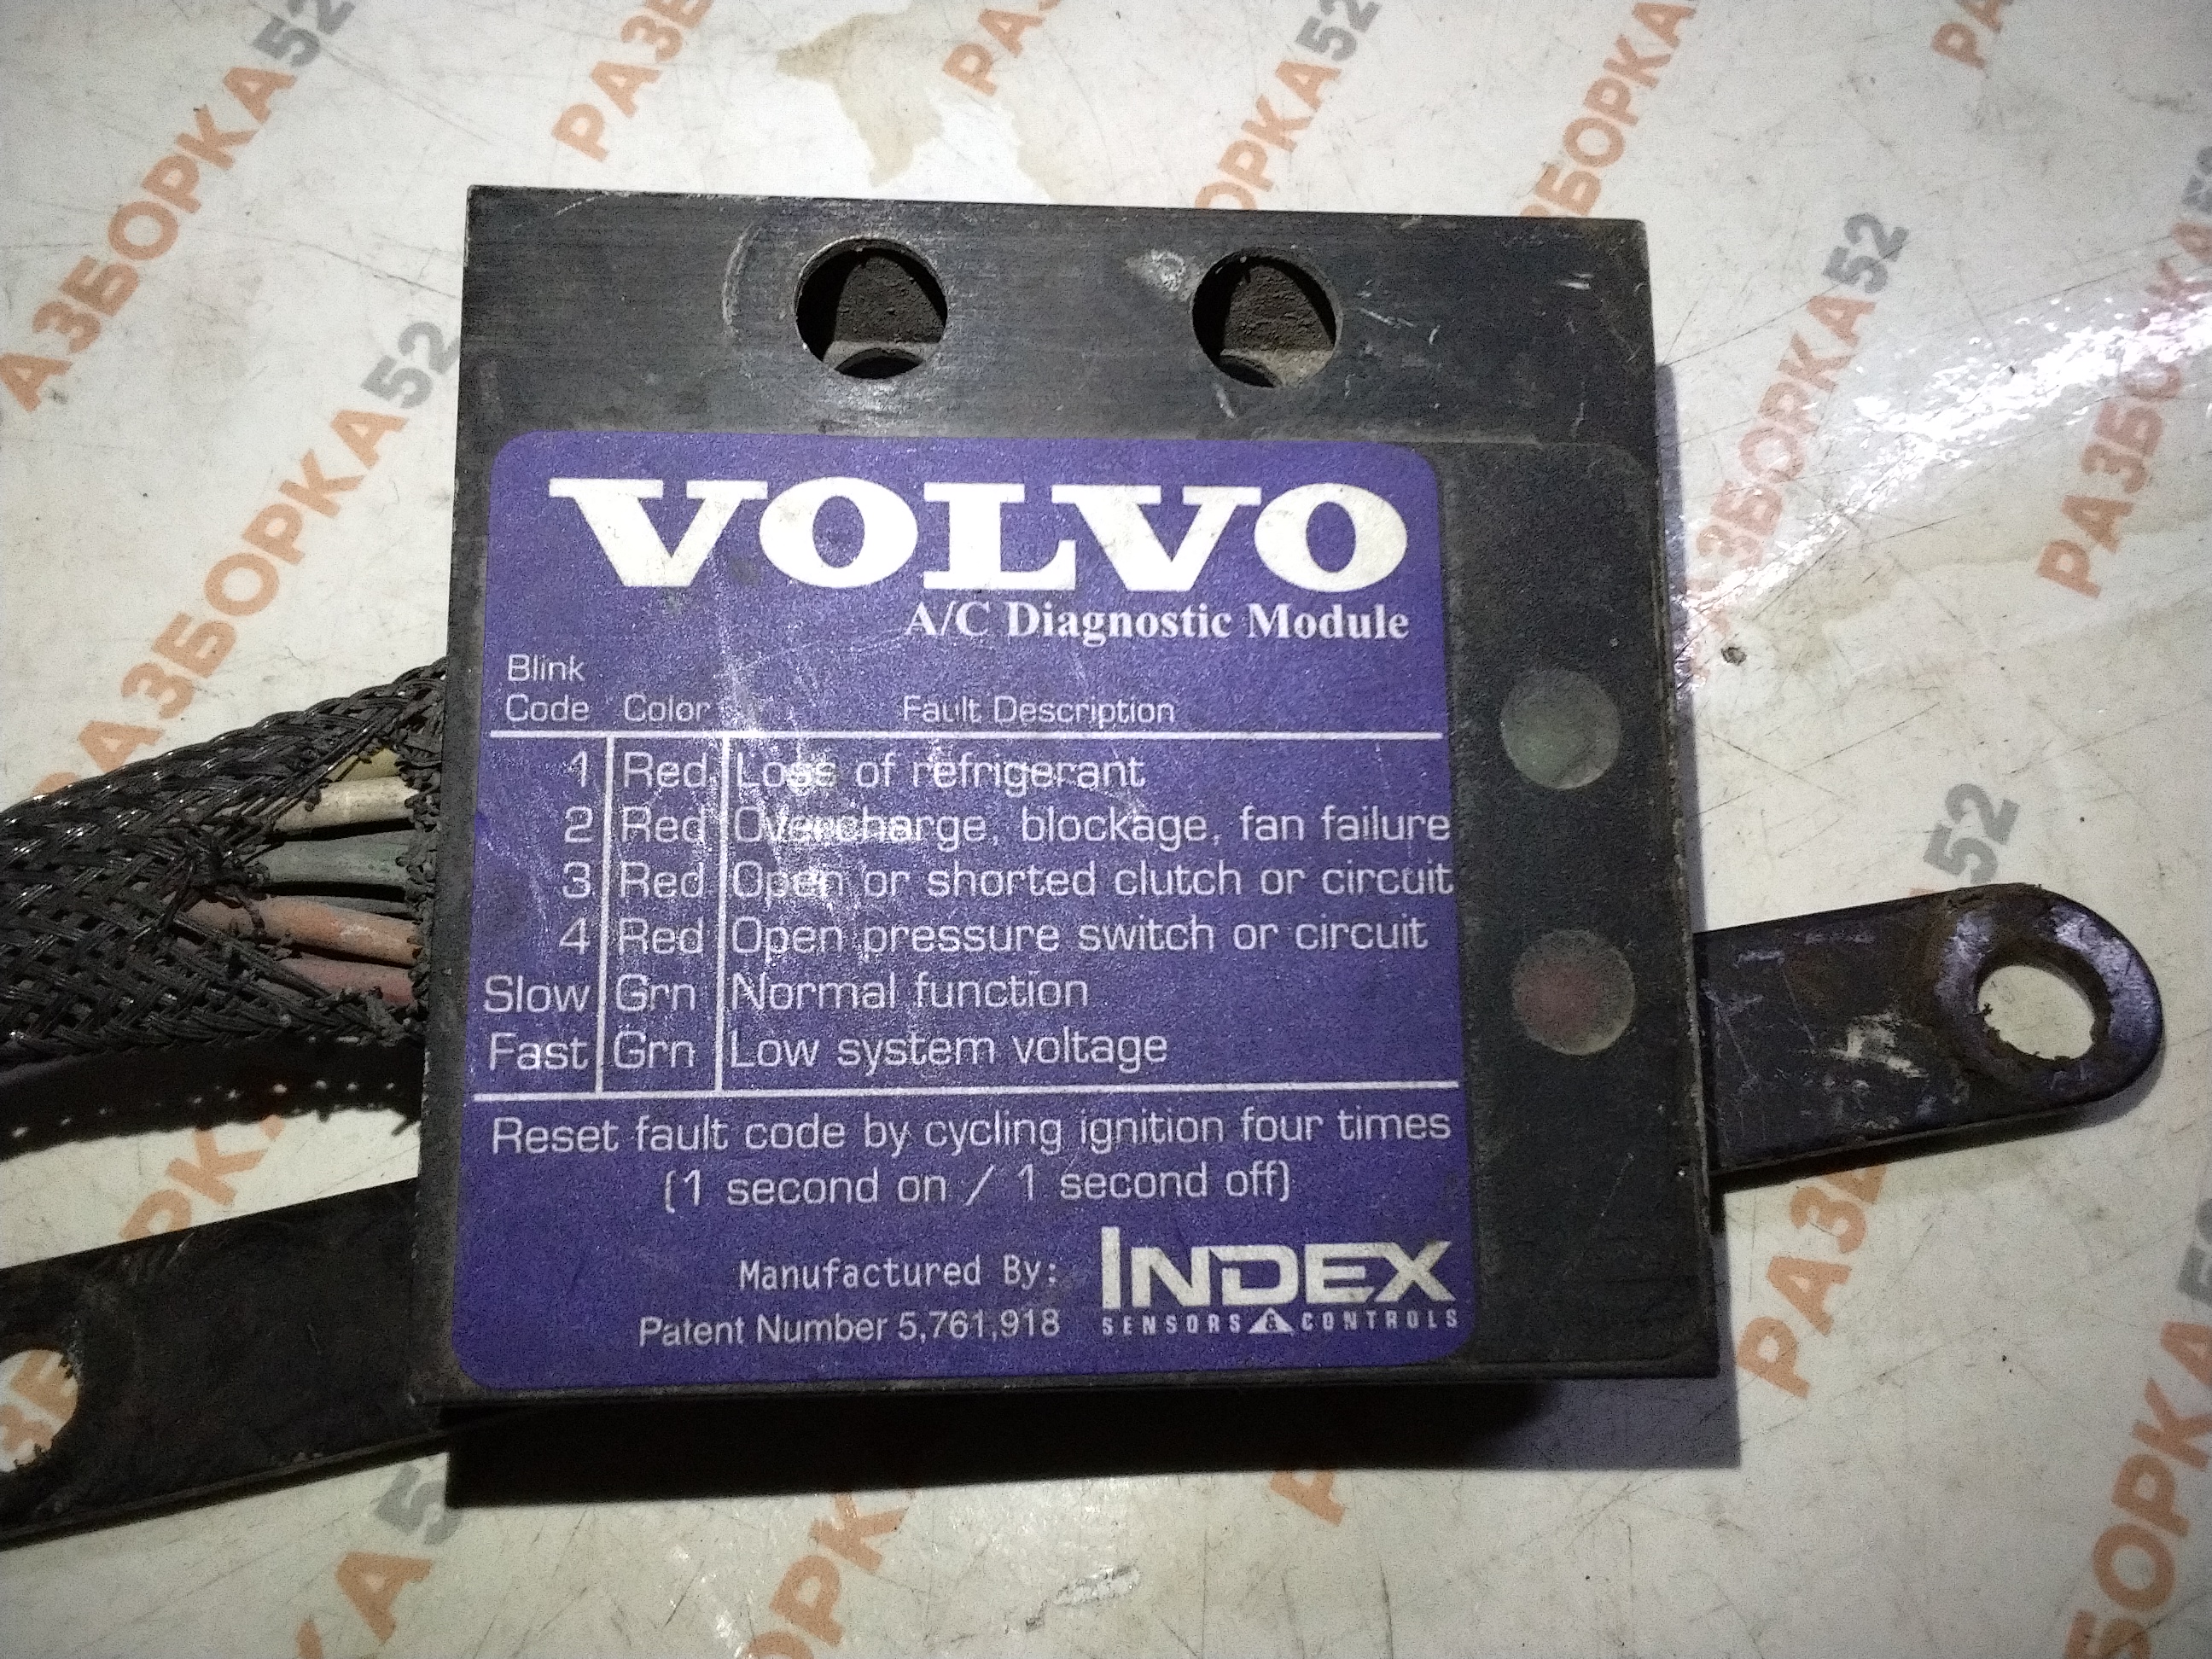 VOLVO
A/C Diagnostic Module
Blink
Code Color Fault Description
1 Red Loss of refrigerant
2 Red Overcharge, blockage, fan failure
3 Red Open or shorted clutch or circuit
4 Red Open pressure switch or circuit
Slow Grn Normal function
Fast Grn Low system voltage
Reset fault code by cycling ignition four times
(1 second on / 1 second off)
Manufactured By: INDEX
SENSORS & CONTROLS
Patent Number 5,761,918
РАЗБОРКА52
РАЗБОРКА52
РАЗБОРКА52
РАЗБОРКА52